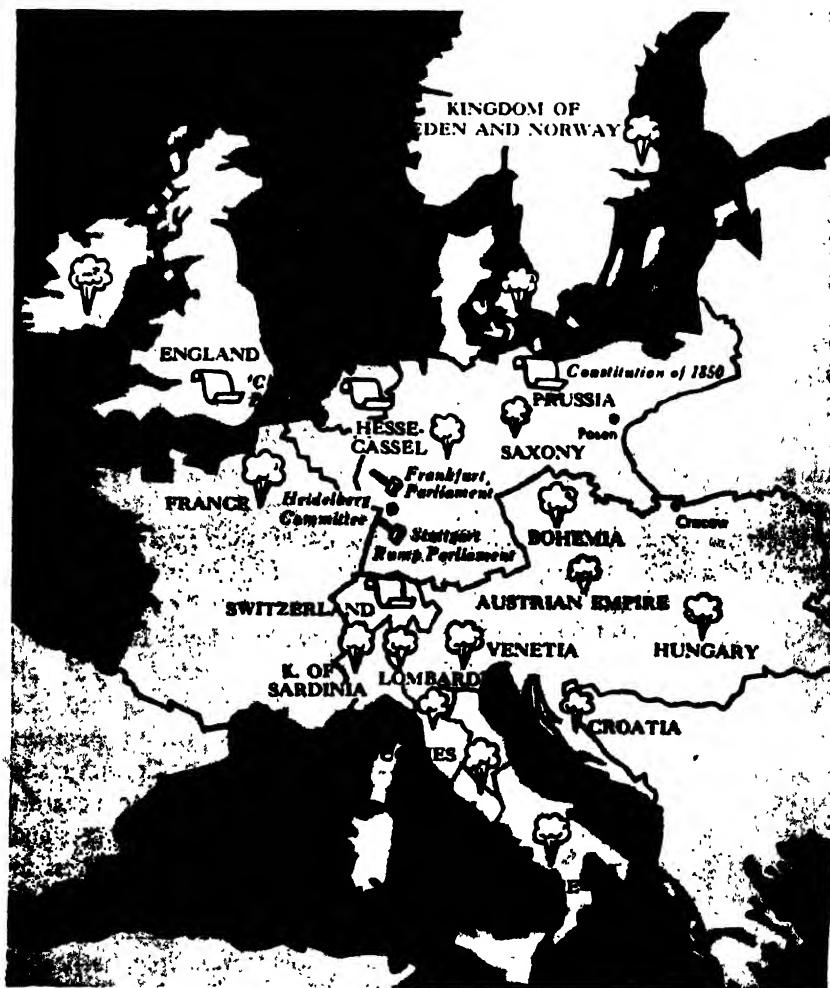 KINGDOM OF
EDEN AND NORWAY
ENGLAND
'C
Constitution of 1850
PRUSSIA
HESSE-
CASSEL
SAXONY
Posen
Frankfurt
Parliament
FRANCE
Heidelberg
Committee
Stuttgart
Rump Parliament
BOHEMIA
Cracow
SWITZERLAND
AUSTRIAN EMPIRE
VENETIA
HUNGARY
K. OF
SARDINIA
LOMBARD
CROATIA
ES
E